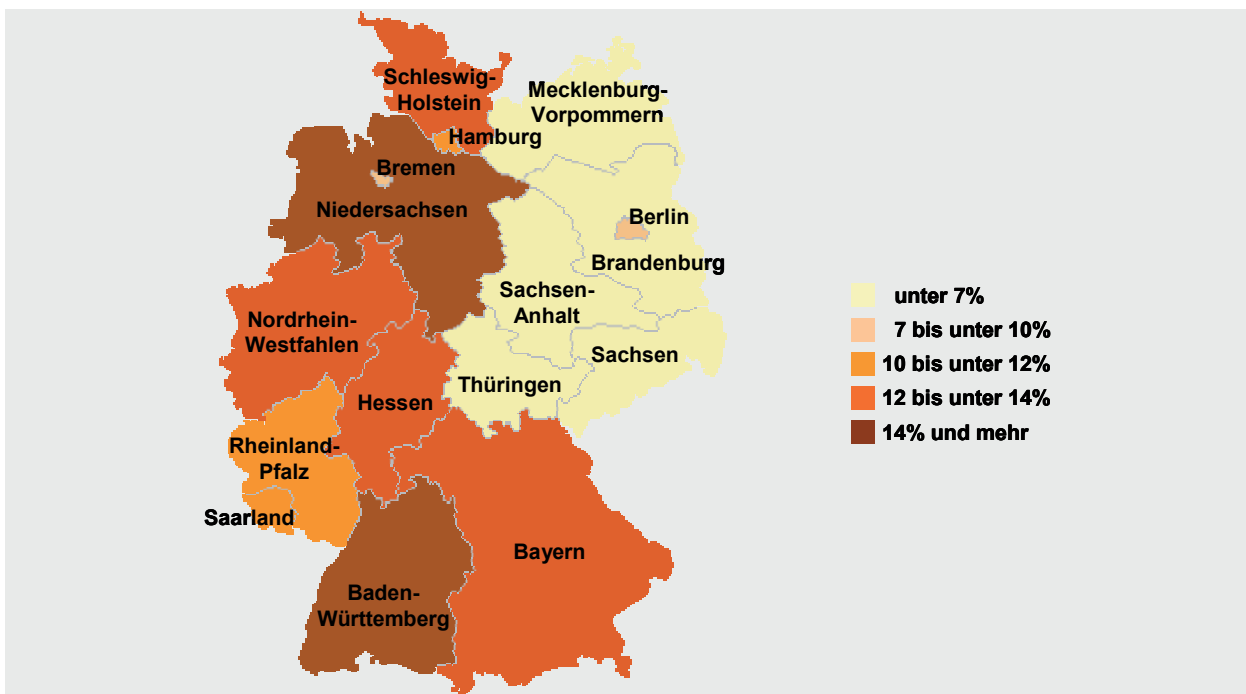 Schleswig-
Holstein
Mecklenburg-
Vorpommern
Hamburg
Bremen
Niedersachsen
Berlin
Brandenburg
Sachsen-
Anhalt
Nordrhein-
Westfahlen
Sachsen
Thüringen
Hessen
Rheinland-
Pfalz
Saarland
Bayern
Baden-
Württemberg
unter 7%
7 bis unter 10%
10 bis unter 12%
12 bis unter 14%
14% und mehr